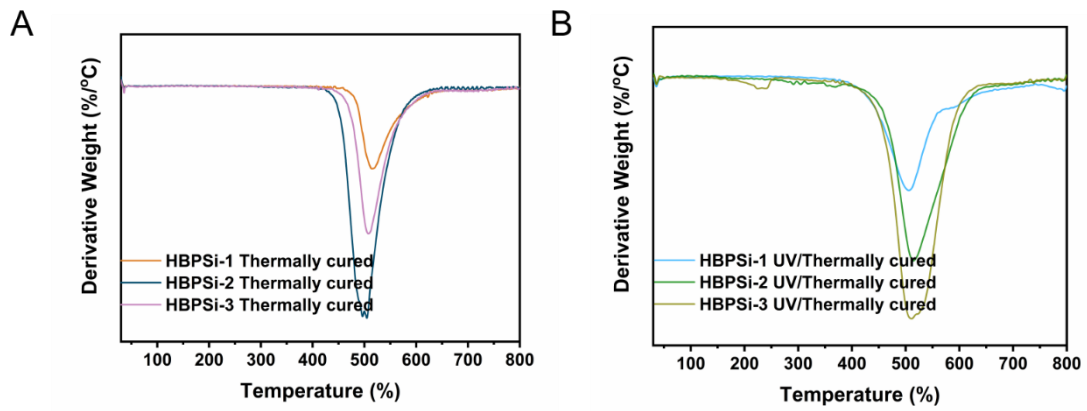 A
Derivative Weight (%/ºC)
HBPSi-1 Thermally cured
HBPSi-2 Thermally cured
HBPSi-3 Thermally cured
100 200 300 400 500 600 700 800
Temperature (%)
B
Derivative Weight (%/ºC)
HBPSi-1 UV/Thermally cured
HBPSi-2 UV/Thermally cured
HBPSi-3 UV/Thermally cured
100 200 300 400 500 600 700 800
Temperature (%)